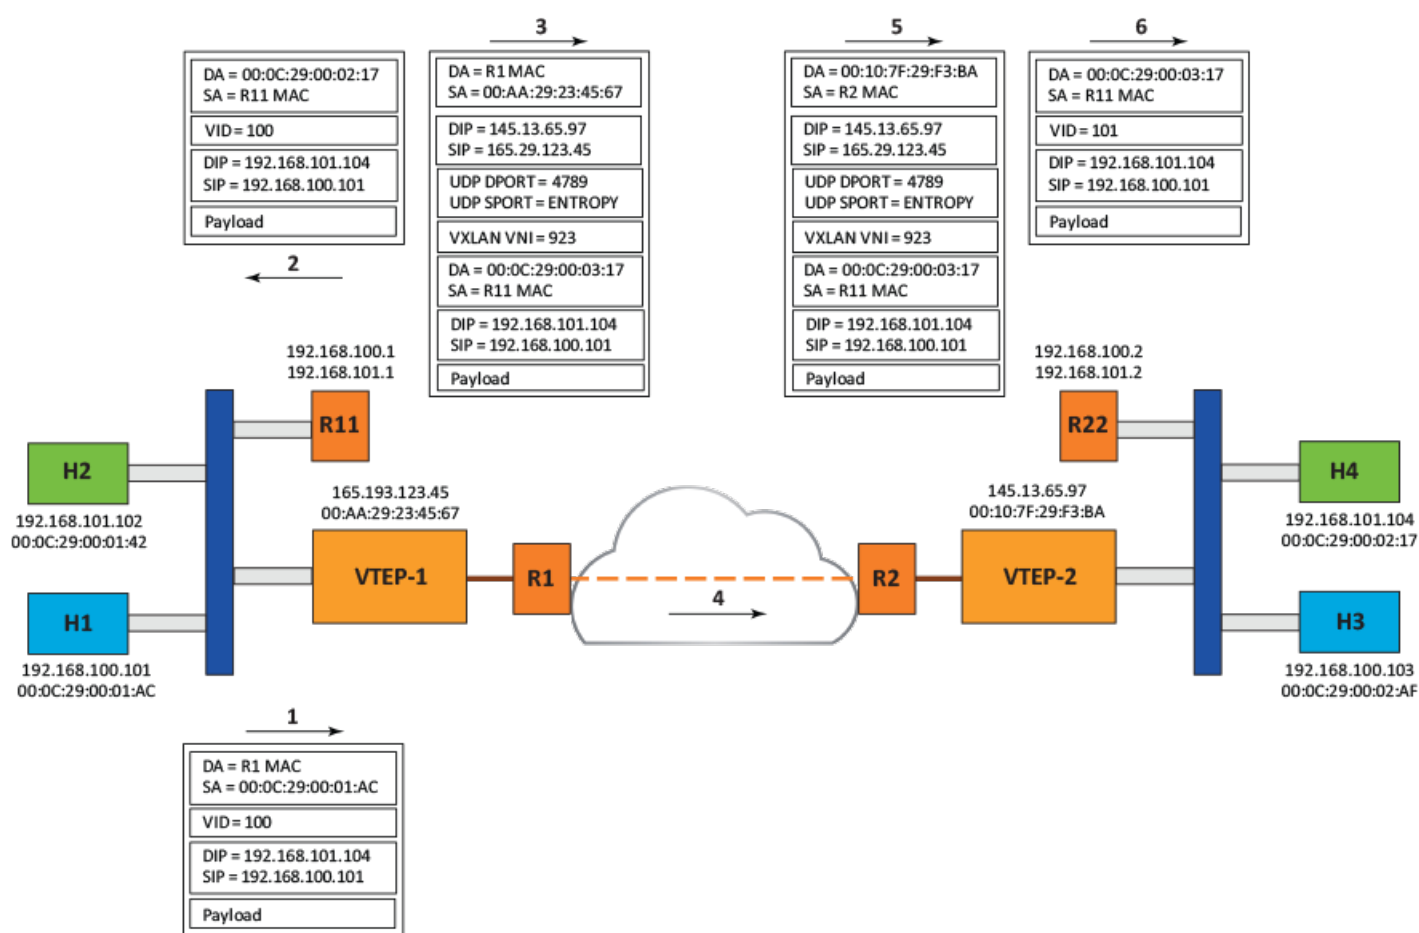 3
5
6
DA = 00:0C:29:00:02:17
SA = R11 MAC
VID = 100
DIP = 192.168.101.104
SIP = 192.168.100.101
Payload
2
DA = R1 MAC
SA = 00:AA:29:23:45:67
DIP = 145.13.65.97
SIP = 165.29.123.45
UDP DPORT = 4789
UDP SPORT = ENTROPY
VXLAN VNI = 923
DA = 00:0C:29:00:03:17
SA = R11 MAC
DIP = 192.168.101.104
SIP = 192.168.100.101
Payload
DA = 00:10:7F:29:F3:BA
SA = R2 MAC
DIP = 145.13.65.97
SIP = 165.29.123.45
UDP DPORT = 4789
UDP SPORT = ENTROPY
VXLAN VNI = 923
DA = 00:0C:29:00:03:17
SA = R11 MAC
DIP = 192.168.101.104
SIP = 192.168.100.101
Payload
DA = 00:0C:29:00:03:17
SA = R11 MAC
VID = 101
DIP = 192.168.101.104
SIP = 192.168.100.101
Payload
192.168.100.1
192.168.101.1
R11
H2
192.168.101.102
00:0C:29:00:01:42
165.193.123.45
00:AA:29:23:45:67
VTEP-1
R1
4
R2
H1
192.168.100.101
00:0C:29:00:01:AC
192.168.100.2
192.168.101.2
R22
145.13.65.97
00:10:7F:29:F3:BA
VTEP-2
H4
192.168.101.104
00:0C:29:00:02:17
H3
192.168.100.103
00:0C:29:00:02:AF
1
DA = R1 MAC
SA = 00:0C:29:00:01:AC
VID = 100
DIP = 192.168.101.104
SIP = 192.168.100.101
Payload